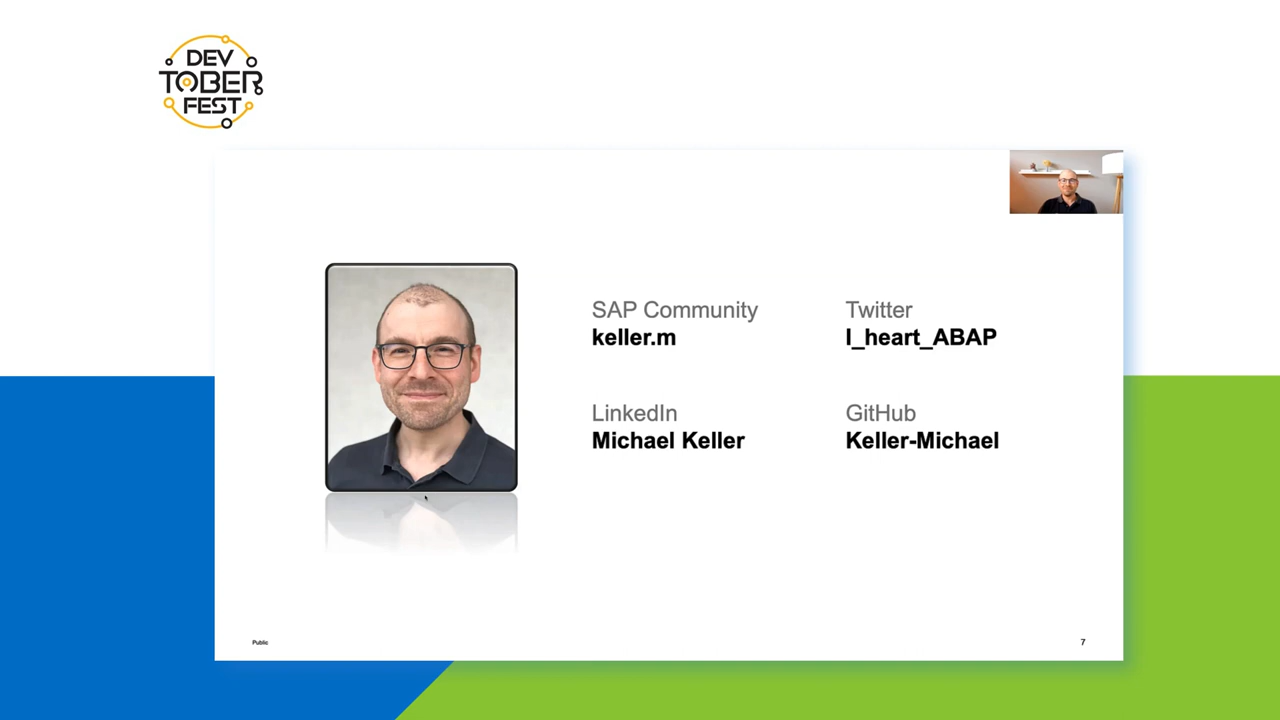 DEV
TOBER
FEST
SAP Community
keller.m
Twitter
I_heart_ABAP
LinkedIn
Michael Keller
GitHub
Keller-Michael
Public
7